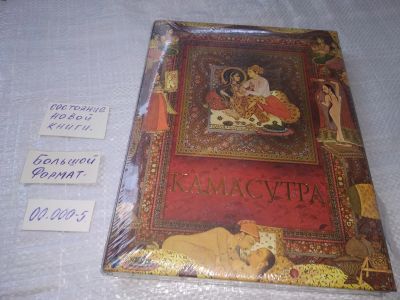 СОСТОЯНИЕ
НОВОЙ
КНИГИ.
БОЛЬШОЙ
ФОРМАТ.
00.000-5
КАМАСУТРА